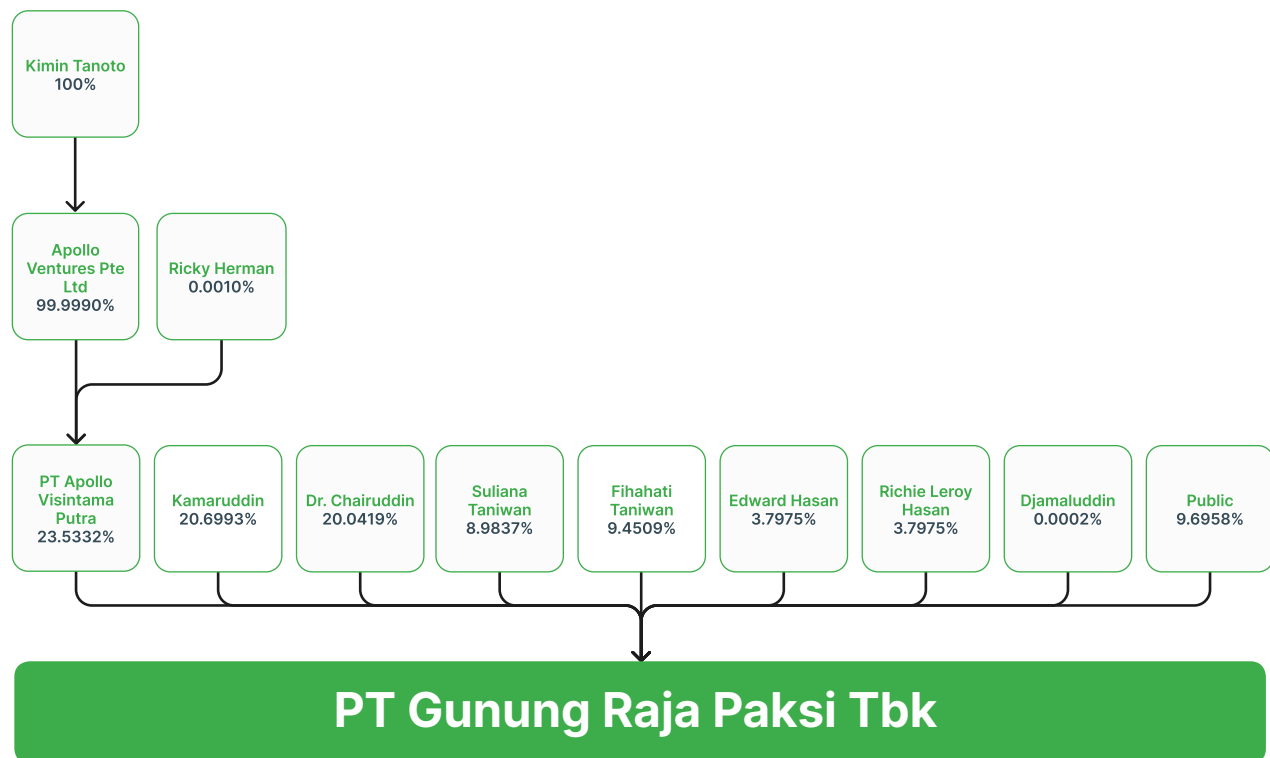 Kimin Tanoto
100%
Apollo
Ventures Pte
Ltd
99.9990%
Ricky Herman
0.0010%
PT Apollo
Visintama
Putra
23.5332%
Kamaruddin
20.6993%
Dr. Chairuddin
20.0419%
Suliana
Taniwan
8.9837%
Fihahati
Taniwan
9.4509%
Edward Hasan
3.7975%
Richie Leroy
Hasan
3.7975%
Djamaluddin
0.0002%
Public
9.6958%
PT Gunung Raja Paksi Tbk